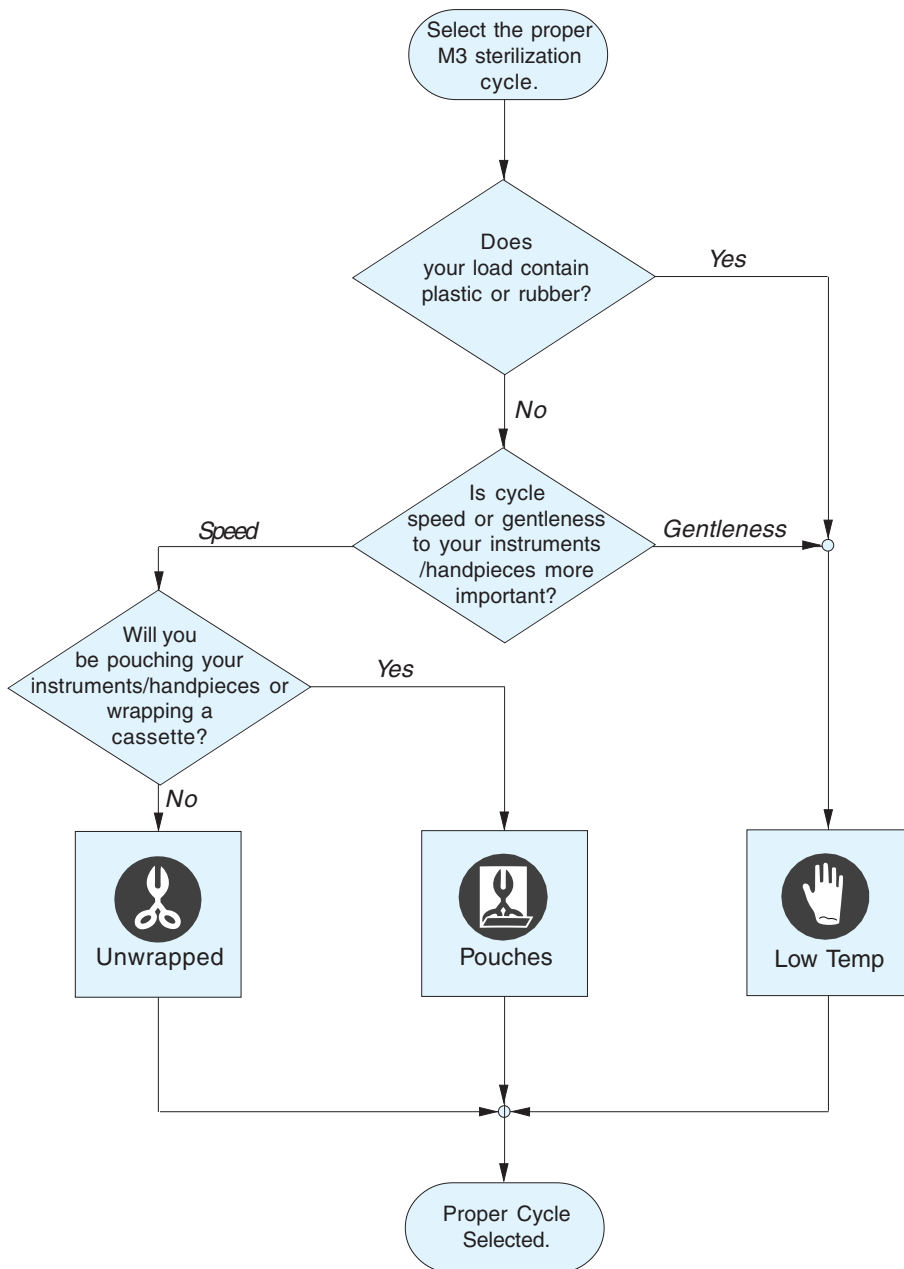 Select the proper
M3 sterilization
cycle.
Does
your load contain
plastic or rubber?
Yes
No
Is cycle
speed or gentleness
to your instruments
/handpieces more
important?
Speed
Gentleness
Will you
be pouching your
instruments/handpieces or
wrapping a
cassette?
Yes
No
Unwrapped
Pouches
Low Temp
Proper Cycle
Selected.